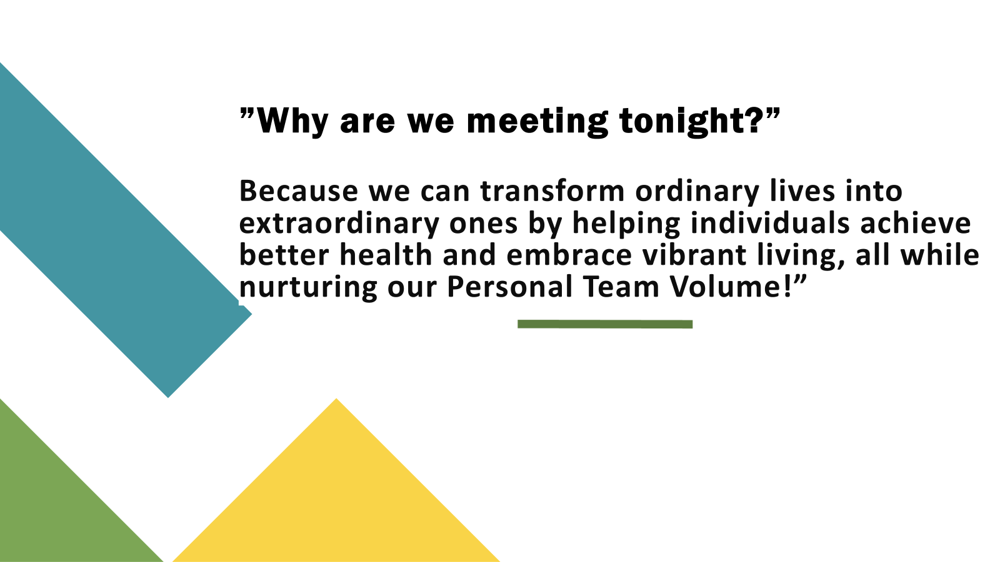 ”Why are we meeting tonight?”
Because we can transform ordinary lives into
extraordinary ones by helping individuals achieve
better health and embrace vibrant living, all while
nurturing our Personal Team Volume!”